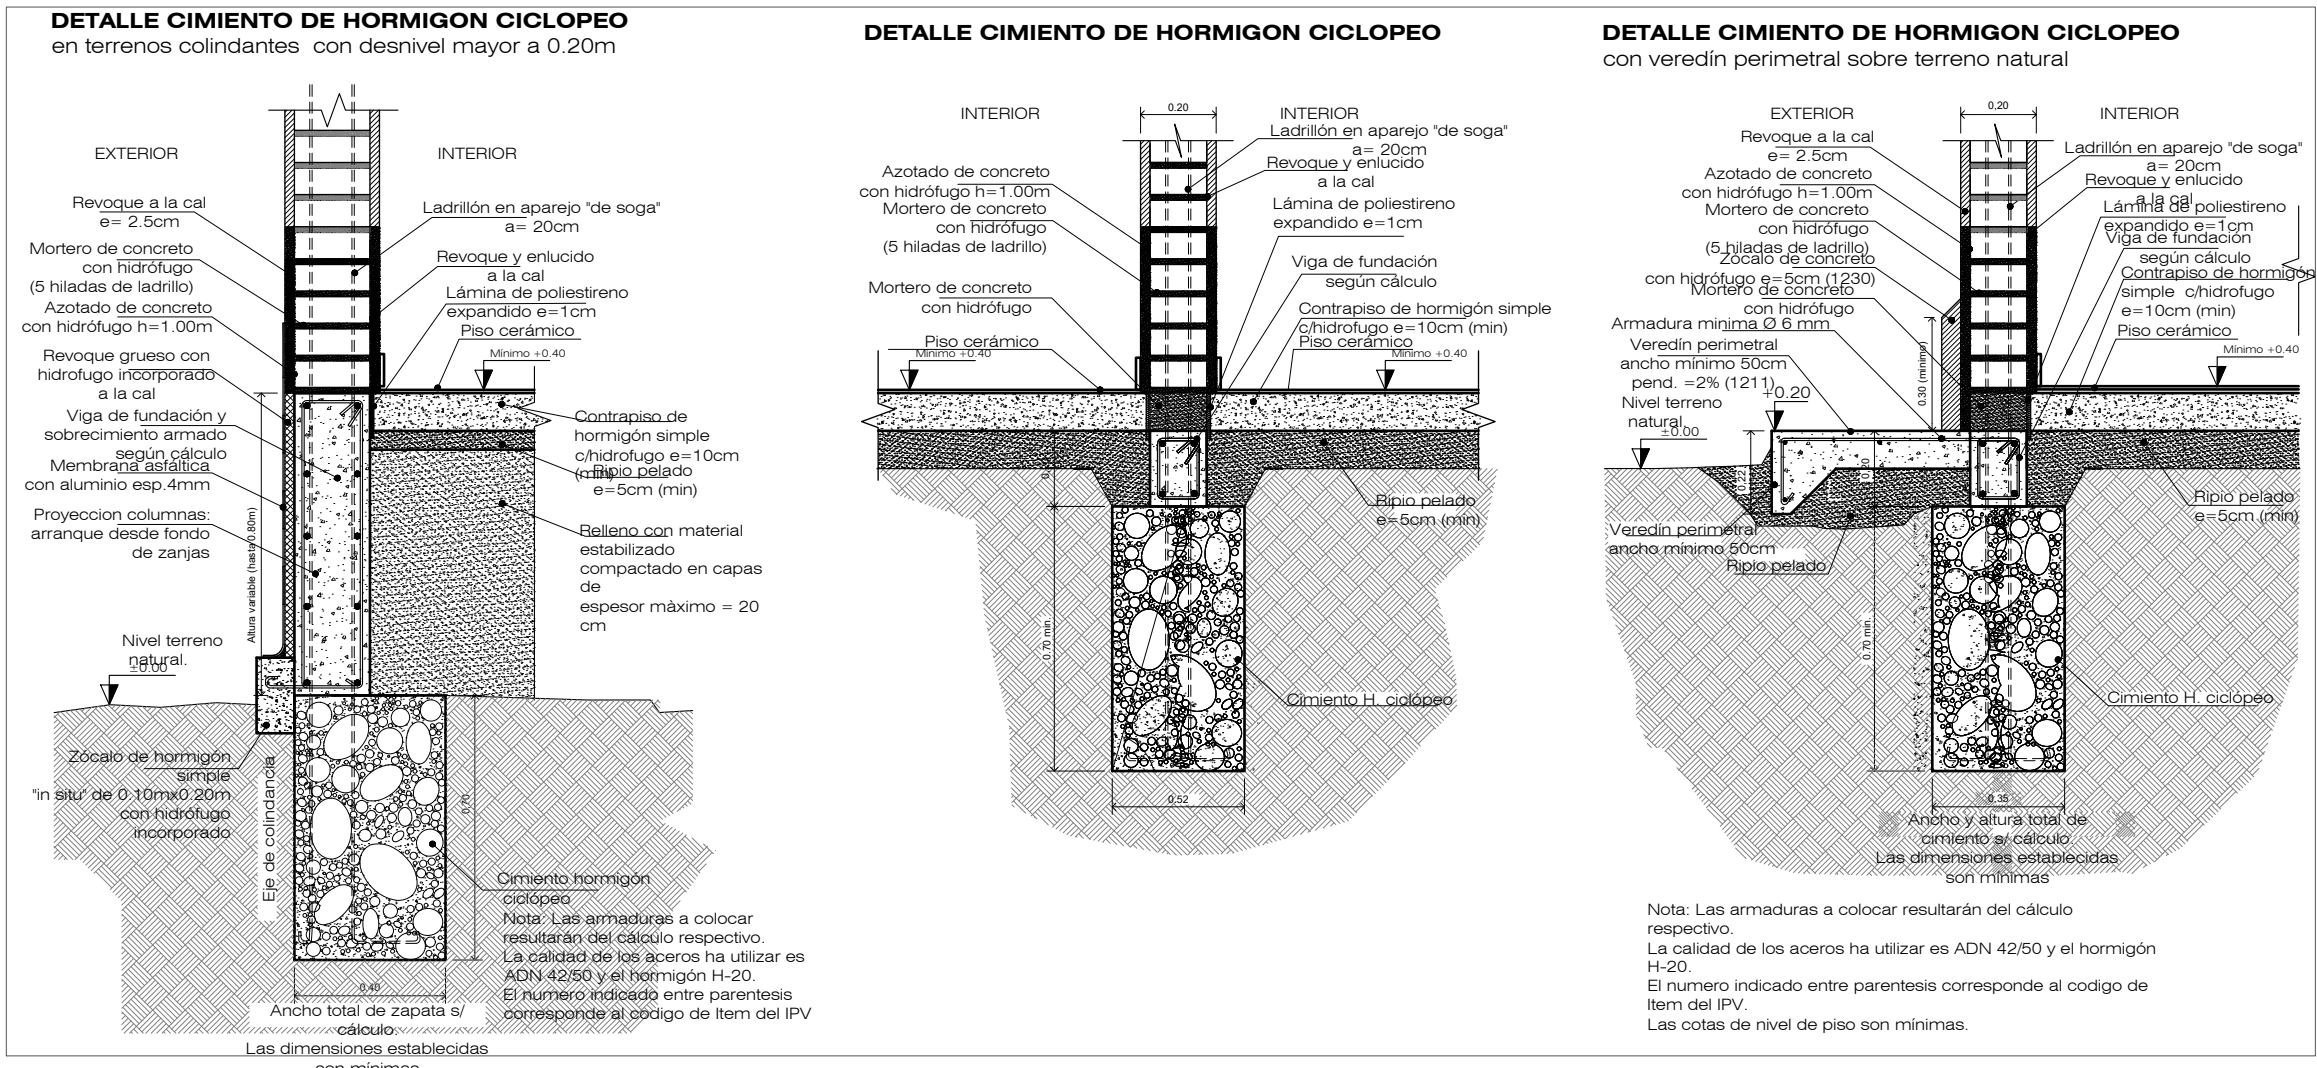 DETALLE CIMIENTO DE HORMIGON CICLOPEO
en terrenos colindantes con desnivel mayor a 0.20m
EXTERIOR
INTERIOR
Revoque a la cal
e= 2.5cm
Mortero de concreto
con hidrófugo
(5 hiladas de ladrillo)
Azotado de concreto
con hidrófugo h=1.00m
Revoque grueso con
hidrofugo incorporado
a la cal
Viga de fundación y
sobrecimiento armado
según cálculo
Membrana asfáltica
con aluminio esp.4mm
Proyeccion columnas:
arranque desde fondo
de zanjas
Altura variable (hasta 0.80m)
Nivel terreno
natural.
±0.00
Zócalo de hormigón
simple
"in situ" de 0.10mx0.20m
con hidrófugo
incorporado
Eje de colindancia
Ladrillón en aparejo "de soga"
a= 20cm
Revoque y enlucido
a la cal
Lámina de poliestireno
expandido e=1cm
Piso cerámico
Mínimo +0.40
Contrapiso de
hormigón simple
c/hidrofugo e=10cm
(min)
Ripio pelado
e=5cm (min)
Relleno con material
estabilizado
compactado en capas
de
espesor màximo = 20
cm
0.70
0.40
Cimiento hormigón
ciclópeo
Nota: Las armaduras a colocar
resultarán del cálculo respectivo.
La calidad de los aceros ha utilizar es
ADN 42/50 y el hormigón H-20.
El numero indicado entre parentesis
corresponde al codigo de Item del IPV
Ancho total de zapata s/
cálculo.
Las dimensiones establecidas
son mínimas
DETALLE CIMIENTO DE HORMIGON CICLOPEO
INTERIOR
0.20
INTERIOR
Azotado de concreto
con hidrófugo h=1.00m
Mortero de concreto
con hidrófugo
(5 hiladas de ladrillo)
Mortero de concreto
con hidrófugo
Piso cerámico
Mínimo +0.40
Ladrillón en aparejo "de soga"
a= 20cm
Revoque y enlucido
a la cal
Lámina de poliestireno
expandido e=1cm
Viga de fundación
según cálculo
Contrapiso de hormigón simple
c/hidrofugo e=10cm (min)
Piso cerámico
Mínimo +0.40
Ripio pelado
e=5cm (min)
0.70 min.
Cimiento H. ciclópeo
0.52
DETALLE CIMIENTO DE HORMIGON CICLOPEO
con veredín perimetral sobre terreno natural
EXTERIOR
0,20
INTERIOR
Revoque a la cal
e= 2.5cm
Azotado de concreto
con hidrófugo h=1.00m
Mortero de concreto
con hidrófugo
(5 hiladas de ladrillo)
Zócalo de concreto
con hidrófugo e=5cm (1230)
Mortero de concreto
con hidrófugo
Armadura minima Ø 6 mm
Veredín perimetral
ancho mínimo 50cm
pend. =2% (1211)
+0.20
Nivel terreno
natural
±0.00
0.30 (mínimo)
Ladrillón en aparejo "de soga"
a= 20cm
Revoque y enlucido
a la cal
Lámina de poliestireno
expandido e=1cm
Viga de fundación
según cálculo
Contrapiso de hormigón
simple c/hidrofugo
e=10cm (min)
Piso cerámico
Mínimo +0.40
0.22
0.20
Ripio pelado
e=5cm (min)
Veredín perimetral
ancho mínimo 50cm
Ripio pelado
0.70 min.
Cimiento H. ciclópeo
0.35
Ancho y altura total de
cimiento s/ cálculo.
Las dimensiones establecidas
son mínimas
Nota: Las armaduras a colocar resultarán del cálculo
respectivo.
La calidad de los aceros ha utilizar es ADN 42/50 y el hormigón
H-20.
El numero indicado entre parentesis corresponde al codigo de
Item del IPV.
Las cotas de nivel de piso son mínimas.